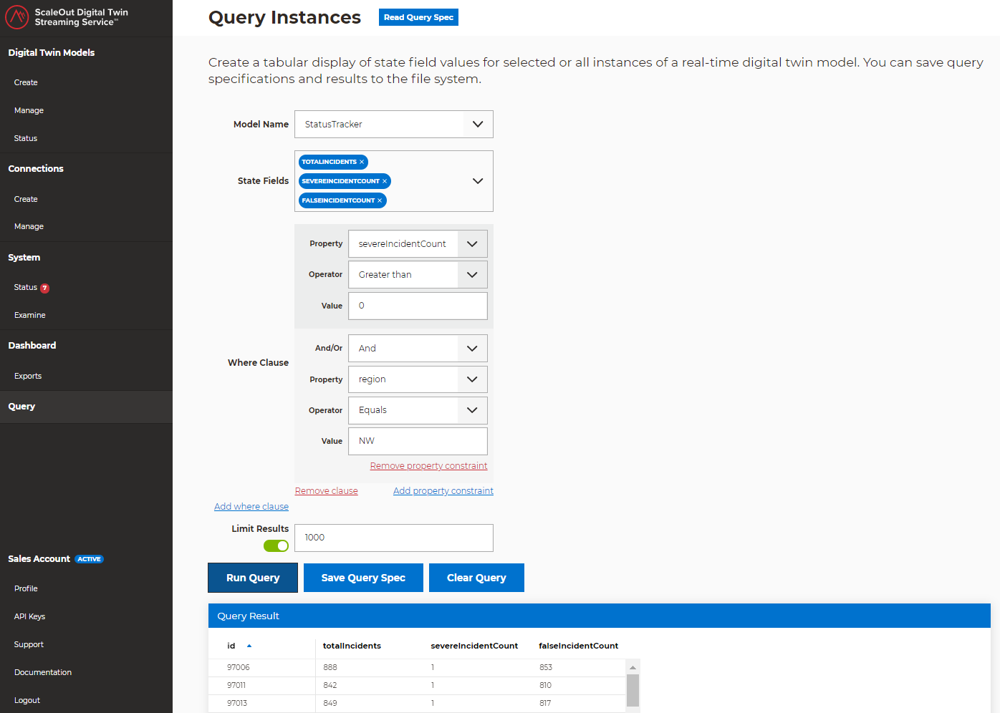 ScaleOut Digital Twin
Streaming Service™
Digital Twin Models
Create
Manage
Status
Connections
Create
Manage
System
Status 7
Examine
Dashboard
Exports
Query
Sales Account ACTIVE
Profile
API Keys
Support
Documentation
Logout
Query Instances Read Query Spec
Create a tabular display of state field values for selected or all instances of a real-time digital twin model. You can save query
specifications and results to the file system.
Model Name StatusTracker
State Fields
TOTALINCIDENTS ×
SEVEREINCIDENTCOUNT ×
FALSEINCIDENTCOUNT ×
Where Clause
Property severeIncidentCount
Operator Greater than
Value 0
And/Or And
Property region
Operator Equals
Value NW
Remove property constraint
Remove clause Add property constraint
Add where clause
Limit Results 1000
Run Query Save Query Spec Clear Query
Query Result
id totalIncidents severeIncidentCount falseIncidentCount
97006 888 1 853
97011 842 1 810
97013 849 1 817